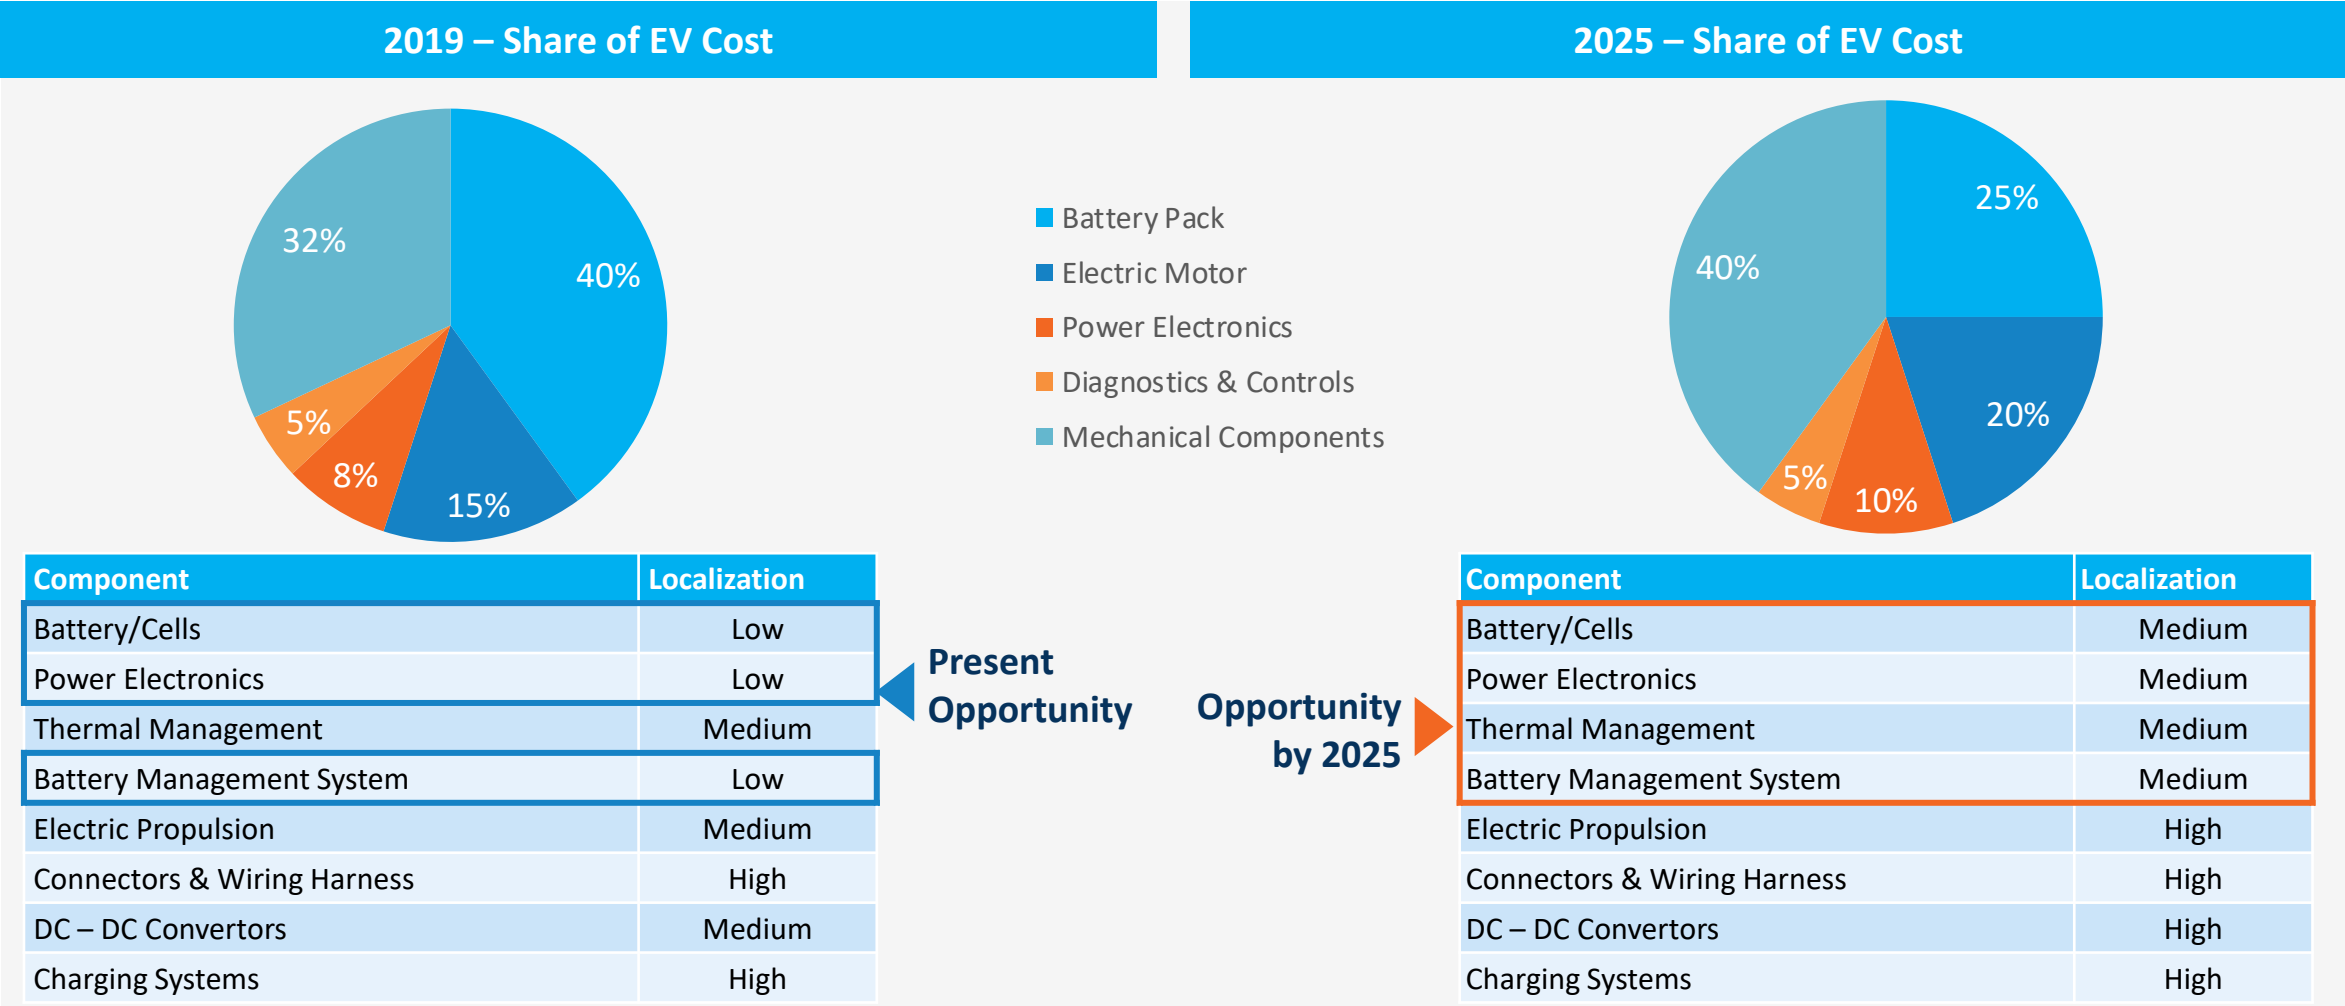 2019 – Share of EV Cost
32%
40%
5%
8%
15%
Battery Pack
Electric Motor
Power Electronics
Diagnostics & Controls
Mechanical Components
Component Localization
Battery/Cells Low
Power Electronics Low
Thermal Management Medium
Battery Management System Low
Electric Propulsion Medium
Connectors & Wiring Harness High
DC – DC Convertors Medium
Charging Systems High
Present
Opportunity
2025 – Share of EV Cost
25%
40%
20%
5%
10%
Opportunity
by 2025
Component Localization
Battery/Cells Medium
Power Electronics Medium
Thermal Management Medium
Battery Management System Medium
Electric Propulsion High
Connectors & Wiring Harness High
DC – DC Convertors High
Charging Systems High